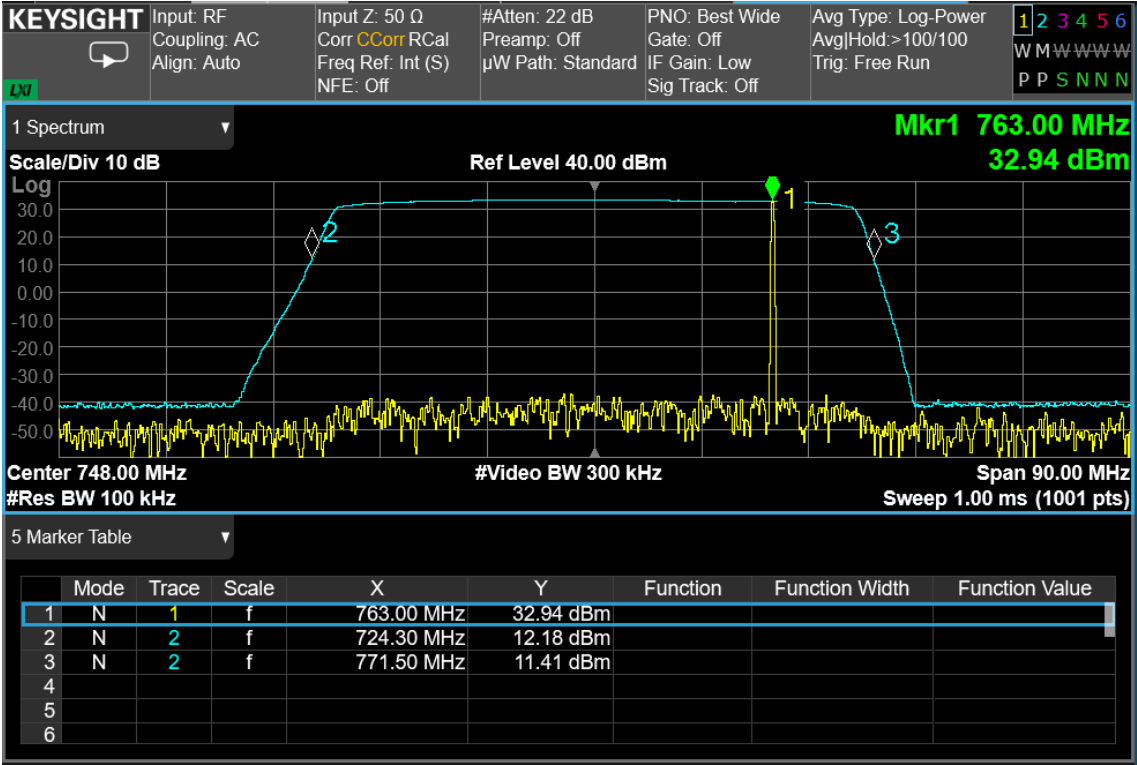 KEYSIGHT
LXI
Input: RF
Coupling: AC
Align: Auto
Input Z: 50 Ω
Corr CCorr RCal
Freq Ref: Int (S)
NFE: Off
#Atten: 22 dB
Preamp: Off
µW Path: Standard
PNO: Best Wide
Gate: Off
IF Gain: Low
Sig Track: Off
Avg Type: Log-Power
Avg|Hold:>100/100
Trig: Free Run
1 2 3 4 5 6
W M W W W W
P P S N N N
1 Spectrum ▼
Mkr1 763.00 MHz
32.94 dBm
Scale/Div 10 dB
Ref Level 40.00 dBm
Log
30.0
20.0
10.0
0.00
-10.0
-20.0
-30.0
-40.0
-50.0
1
2
3
Center 748.00 MHz
#Video BW 300 kHz
Span 90.00 MHz
#Res BW 100 kHz
Sweep 1.00 ms (1001 pts)
5 Marker Table ▼
Mode Trace Scale X Y Function Function Width Function Value
1 N 1 f 763.00 MHz 32.94 dBm
2 N 2 f 724.30 MHz 12.18 dBm
3 N 2 f 771.50 MHz 11.41 dBm
4
5
6